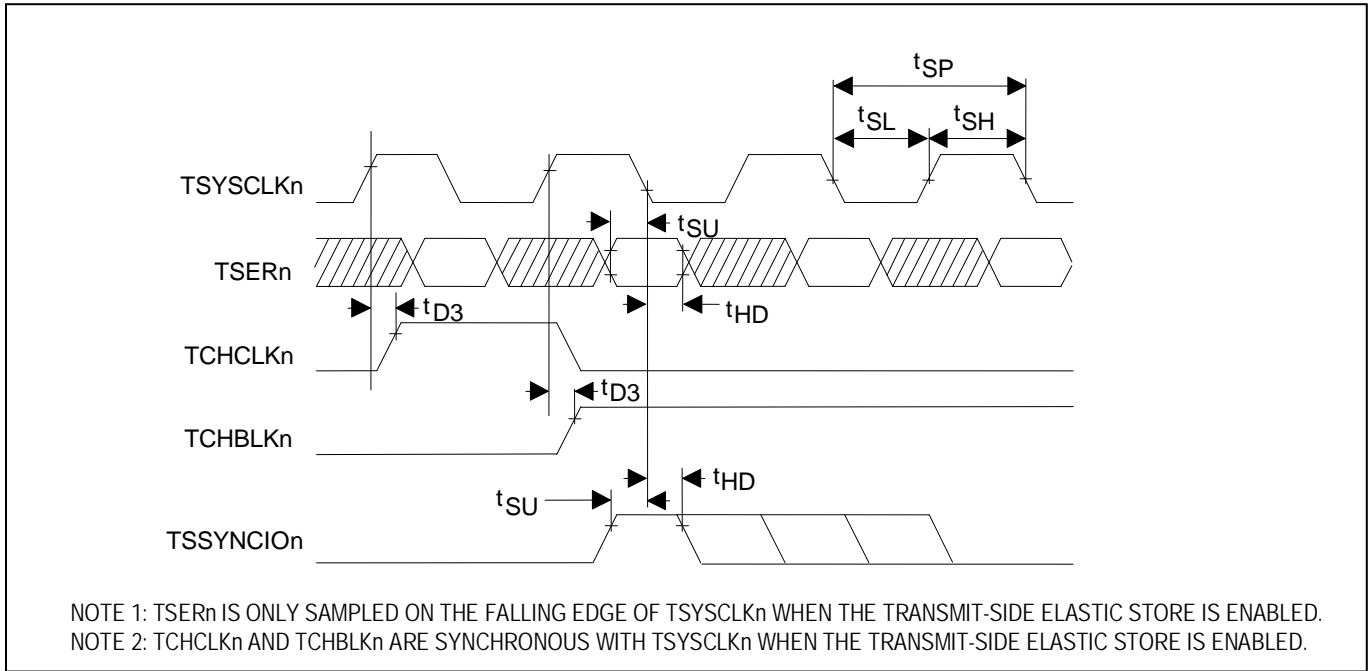 tSP
tSL tSH
TSYSCLKn
tSU
TSERn
tD3 tHD
TCHCLKn
tD3
TCHBLKn
tHD
tSU
TSSYNCIOn
NOTE 1: TSERn IS ONLY SAMPLED ON THE FALLING EDGE OF TSYSCLKn WHEN THE TRANSMIT-SIDE ELASTIC STORE IS ENABLED.
NOTE 2: TCHCLKn AND TCHBLKn ARE SYNCHRONOUS WITH TSYSCLKn WHEN THE TRANSMIT-SIDE ELASTIC STORE IS ENABLED.